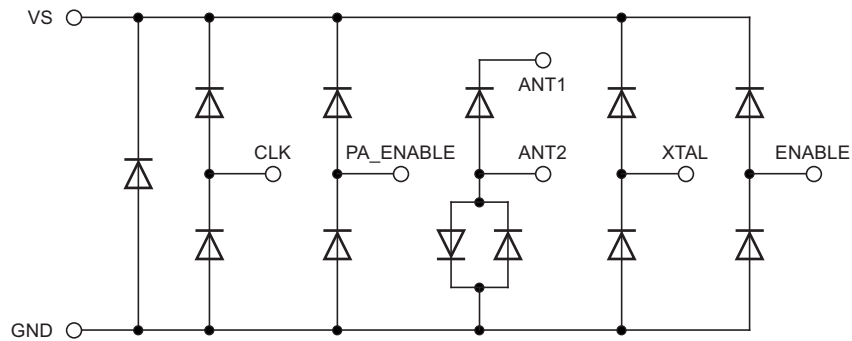 VS
ANT1
CLK
PA_ENABLE
ANT2
XTAL
ENABLE
GND